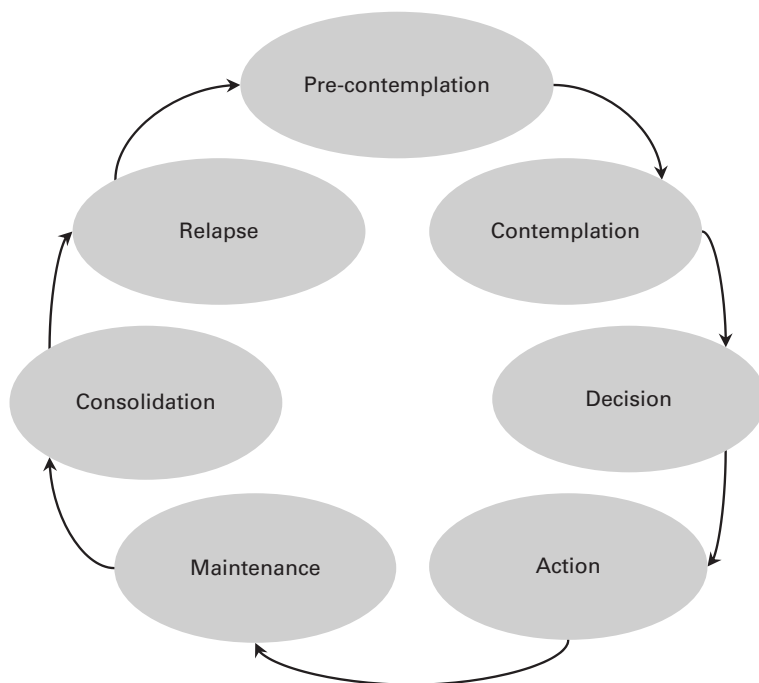 Pre-contemplation
Contemplation
Decision
Action
Maintenance
Consolidation
Relapse